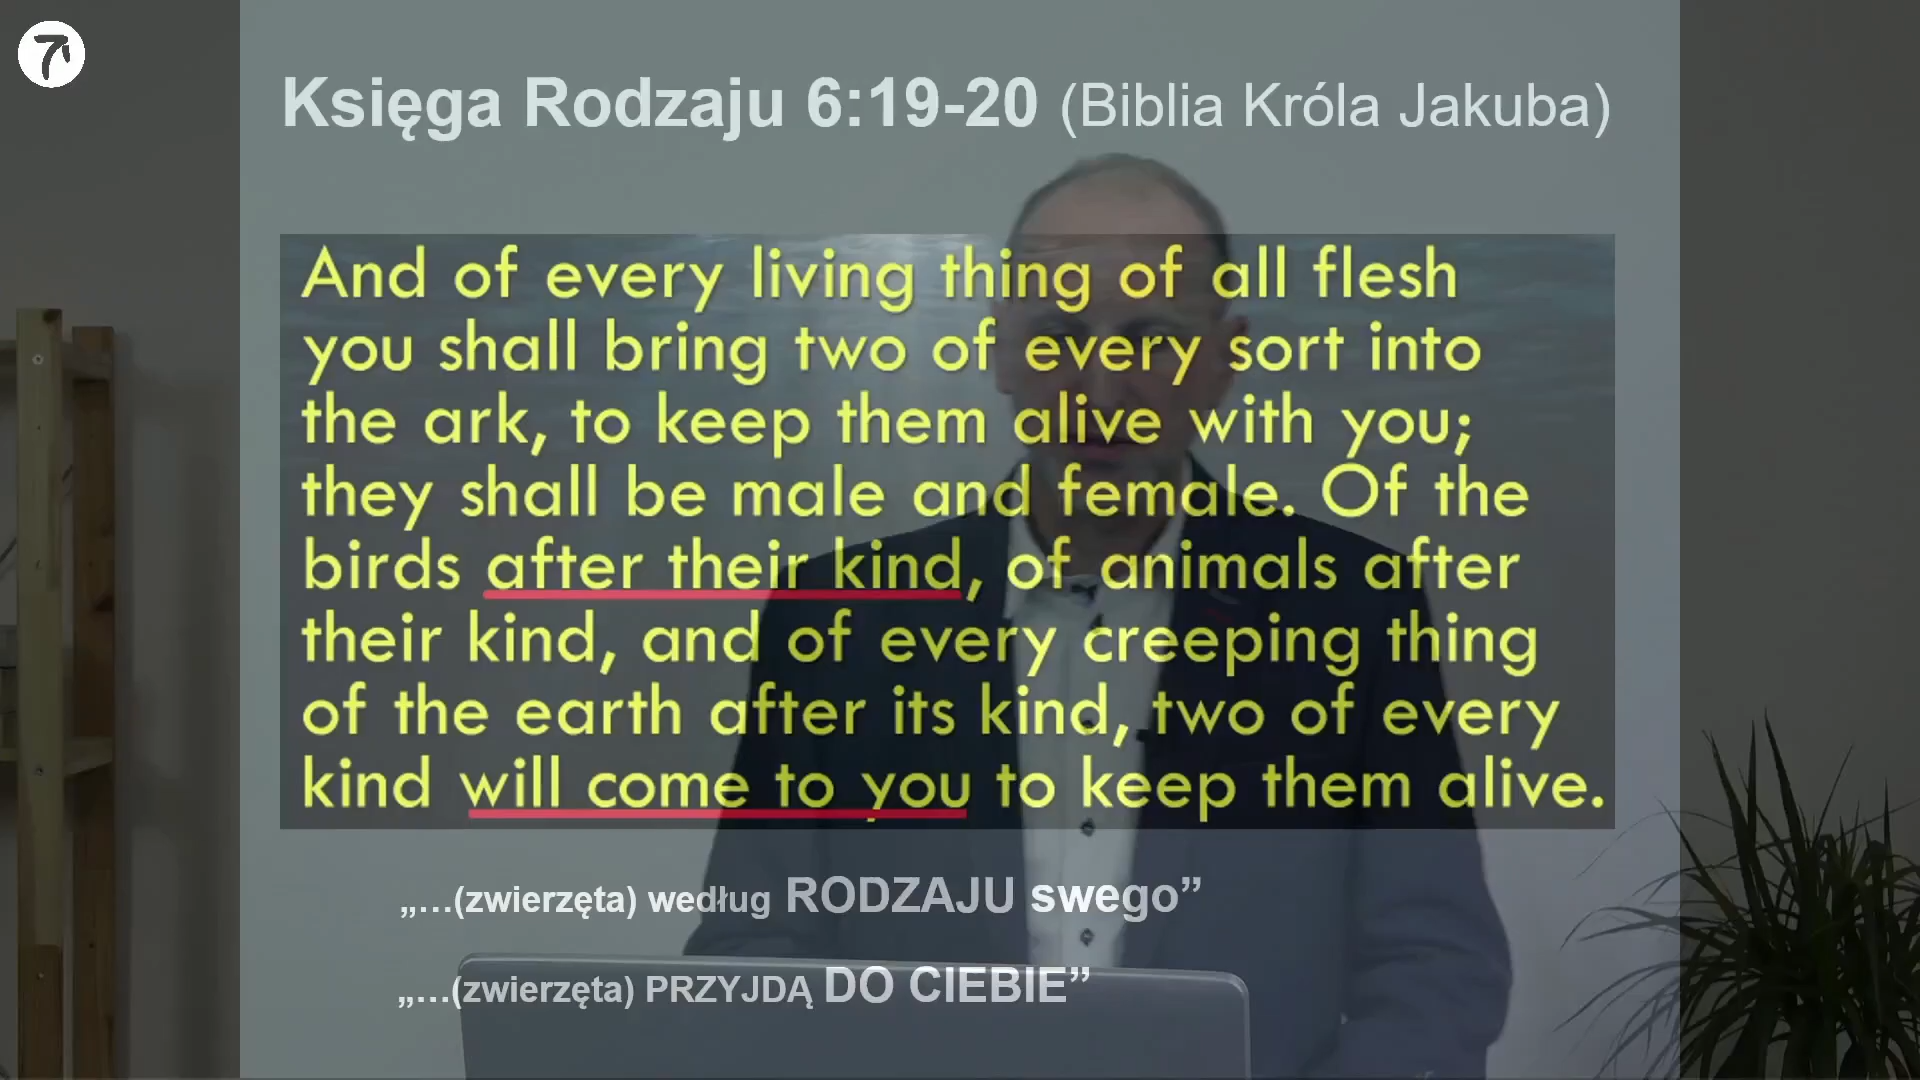 Księga Rodzaju 6:19-20 (Biblia Króla Jakuba)
And of every living thing of all flesh
you shall bring two of every sort into
the ark, to keep them alive with you;
they shall be male and female. Of the
birds after their kind, of animals after
their kind, and of every creeping thing
of the earth after its kind, two of every
kind will come to you to keep them alive.
„…(zwierzęta) według RODZAJU swego”
„…(zwierzęta) PRZYJDĄ DO CIEBIE”